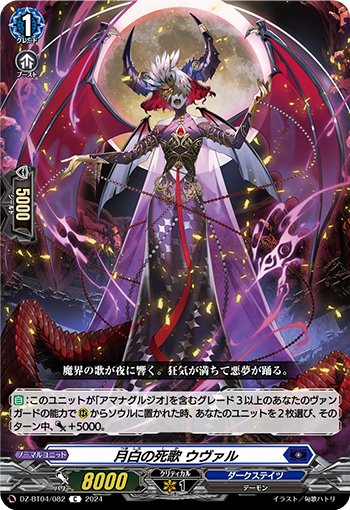 1
グレード
ブースト
5000
シールド
魔界の歌が夜に響く。狂気が満ちて悪夢が踊る。
自:このユニットが「アマナグルジオ」を含むグレード3以上のあなたのヴァン
ガードの能力でRからソウルに置かれた時、あなたのユニットを2枚選び、そ
のターン中、+5000。
ノーマルユニット
月白の死歌 ウヴァル
パワー 8000
クリティカル
1
ダークステイツ
デーモン
DZ-BT04/082 C 2024
イラスト/匈歌ハトリ